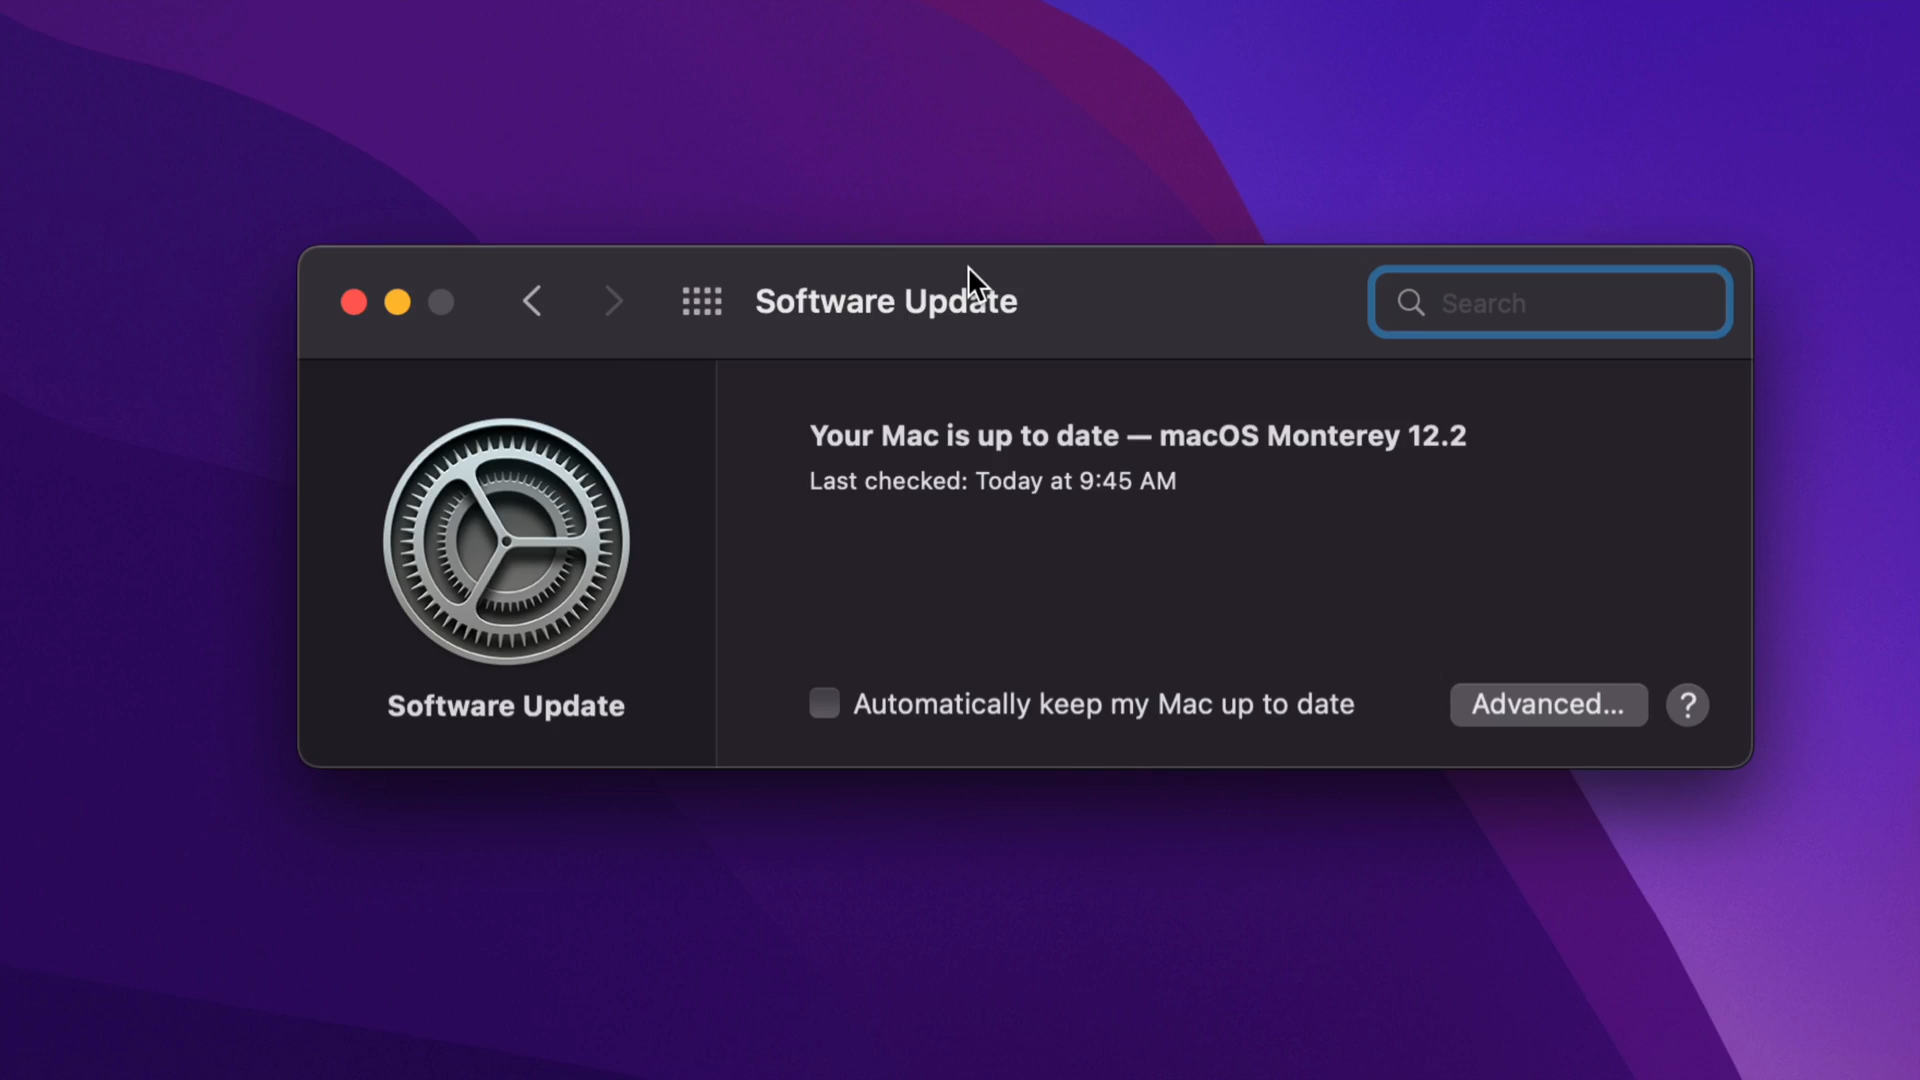 Software Update
Search
Your Mac is up to date — macOS Monterey 12.2
Last checked: Today at 9:45 AM
Software Update
Automatically keep my Mac up to date
Advanced...
?